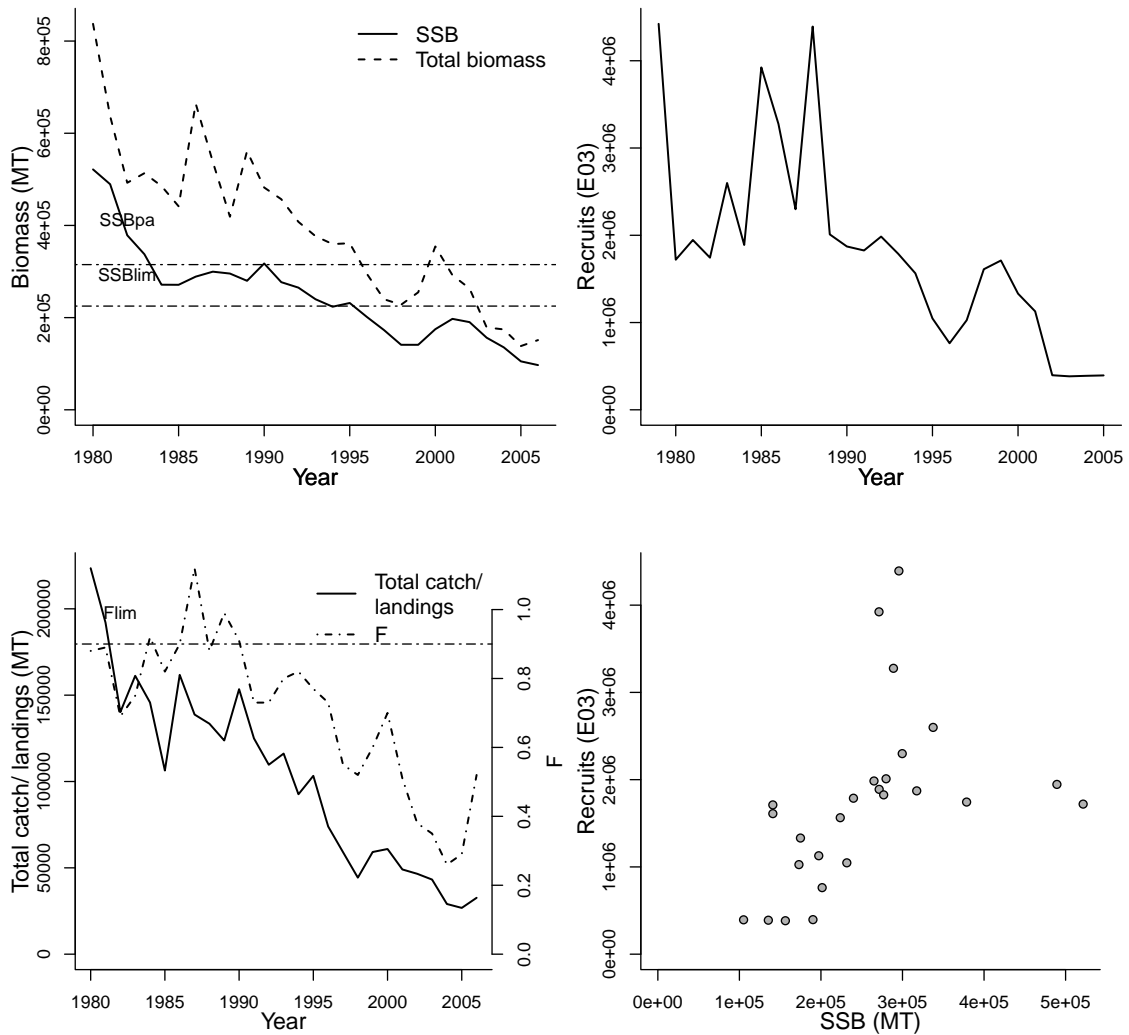 SSB
Total biomass
SSBpa
SSBlim
Biomass (MT)
0e+00 2e+05 4e+05 6e+05 8e+05
1980 1985 1990 1995 2000 2005
Year
Recruits (E03)
0e+00 1e+06 2e+06 3e+06 4e+06
1980 1985 1990 1995 2000 2005
Year
Total catch/
landings
F
Flim
Total catch/ landings (MT)
0 50000 100000 150000 200000
F
0.0 0.2 0.4 0.6 0.8 1.0
1980 1985 1990 1995 2000 2005
Year
Recruits (E03)
0e+00 1e+06 2e+06 3e+06 4e+06
0e+00 1e+05 2e+05 3e+05 4e+05 5e+05
SSB (MT)